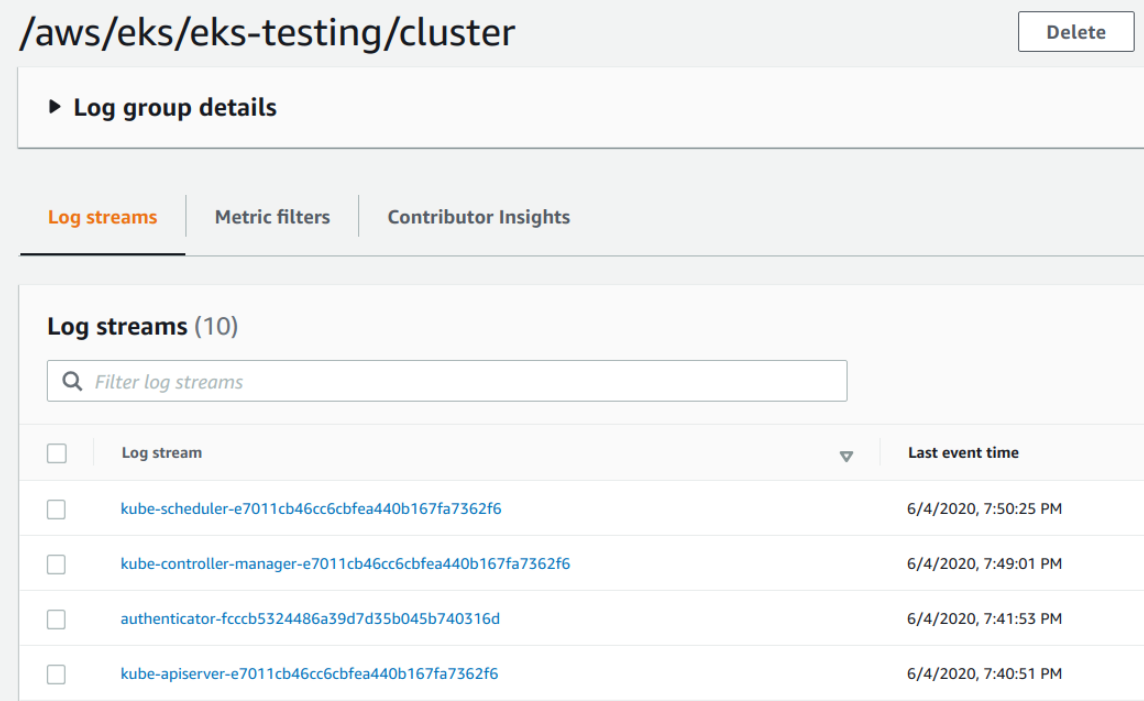 /aws/eks/eks-testing/cluster
Delete
Log group details
Log streams
Metric filters
Contributor Insights
Log streams (10)
Filter log streams
Log stream
Last event time
kube-scheduler-e7011cb46cc6cbfea440b167fa7362f6
6/4/2020, 7:50:25 PM
kube-controller-manager-e7011cb46cc6cbfea440b167fa7362f6
6/4/2020, 7:49:01 PM
authenticator-fcccb5324486a39d7d35b045b740316d
6/4/2020, 7:41:53 PM
kube-apiserver-e7011cb46cc6cbfea440b167fa7362f6
6/4/2020, 7:40:51 PM